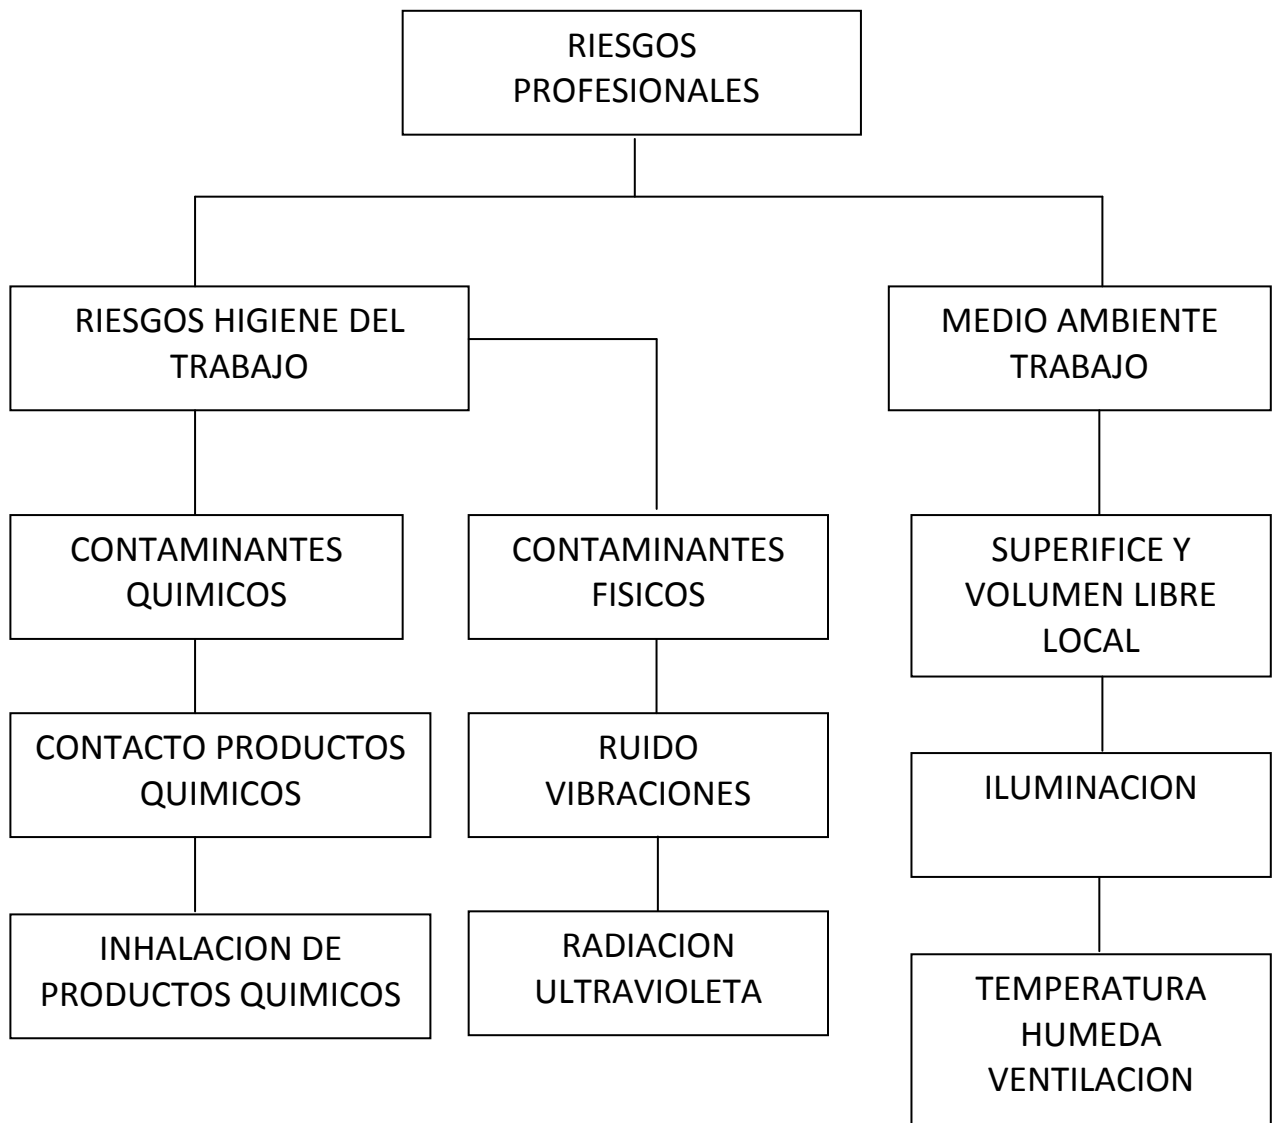 RIESGOS
PROFESIONALES
RIESGOS HIGIENE DEL
TRABAJO
MEDIO AMBIENTE
TRABAJO
CONTAMINANTES
QUIMICOS
CONTAMINANTES
FISICOS
SUPERIFICE Y
VOLUMEN LIBRE
LOCAL
CONTACTO PRODUCTOS
QUIMICOS
RUIDO
VIBRACIONES
ILUMINACION
INHALACION DE
PRODUCTOS QUIMICOS
RADIACION
ULTRAVIOLETA
TEMPERATURA
HUMEDA
VENTILACION